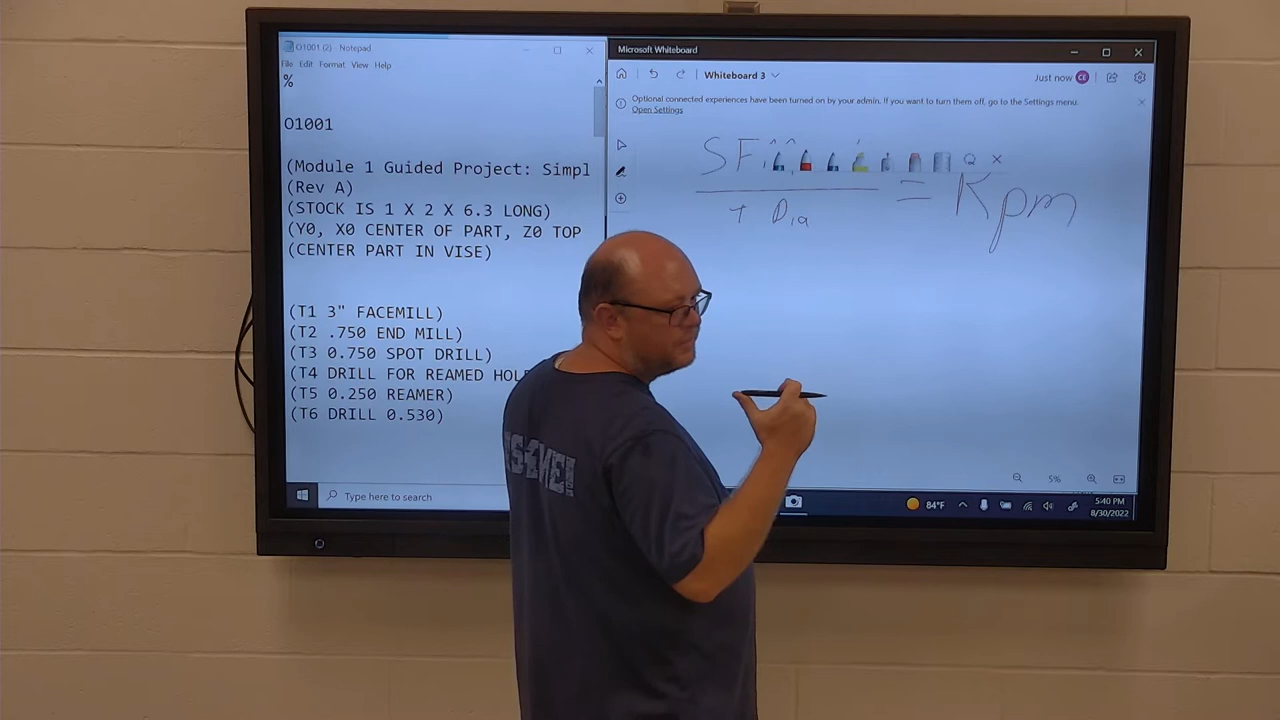 O1001 (2) - Notepad
File Edit Format View Help
%
O1001
(Module 1 Guided Project: Simpl
(Rev A)
(STOCK IS 1 X 2 X 6.3 LONG)
(Y0, X0 CENTER OF PART, Z0 TOP
(CENTER PART IN VISE)
(T1 3" FACEMILL)
(T2 .750 END MILL)
(T3 0.750 SPOT DRILL)
(T4 DRILL FOR REAMED HOL
(T5 0.250 REAMER)
(T6 DRILL 0.530)
Type here to search
Microsoft Whiteboard
Whiteboard 3
Just now CE
Optional connected experiences have been turned on by your admin. If you want to turn them off, go to the Settings menu.
Open Settings
SF
Dia
= Rpm
5%
84°F
5:40 PM
8/30/2022